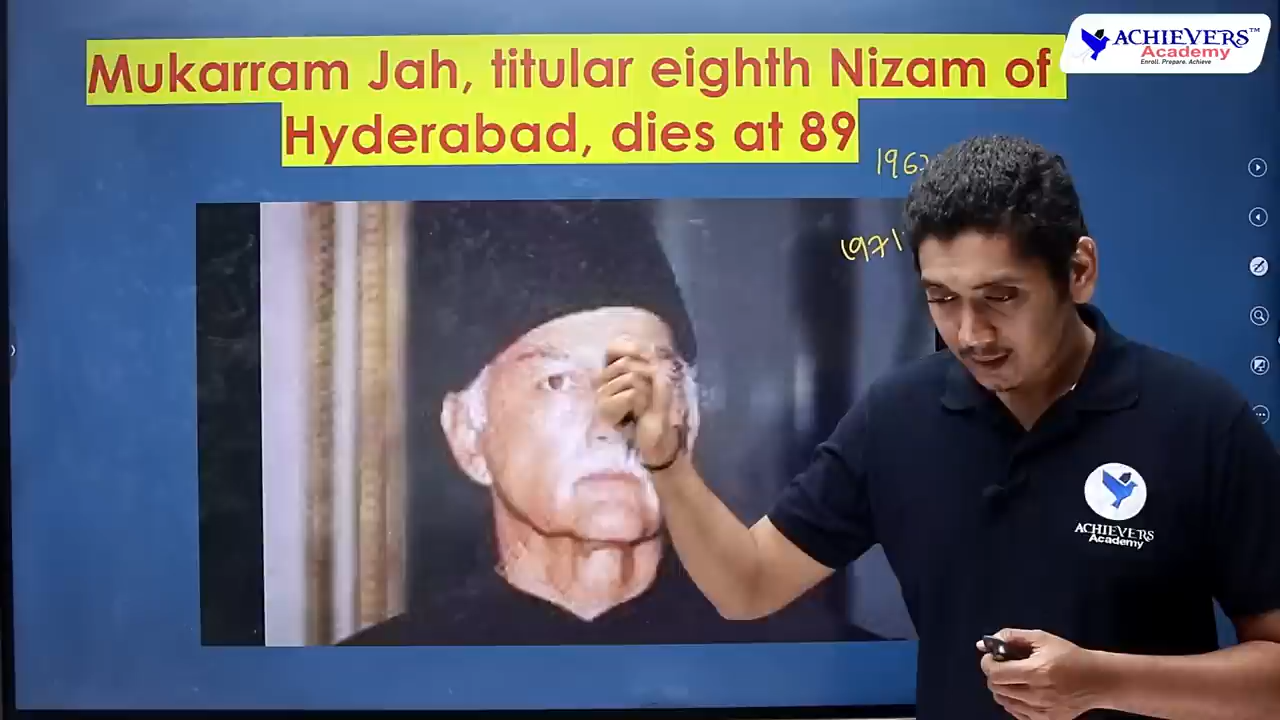 ACHIEVERS™
Academy
Enroll. Prepare. Achieve
Mukarram Jah, titular eighth Nizam of
Hyderabad, dies at 89
1971
ACHIEVERS
Academy